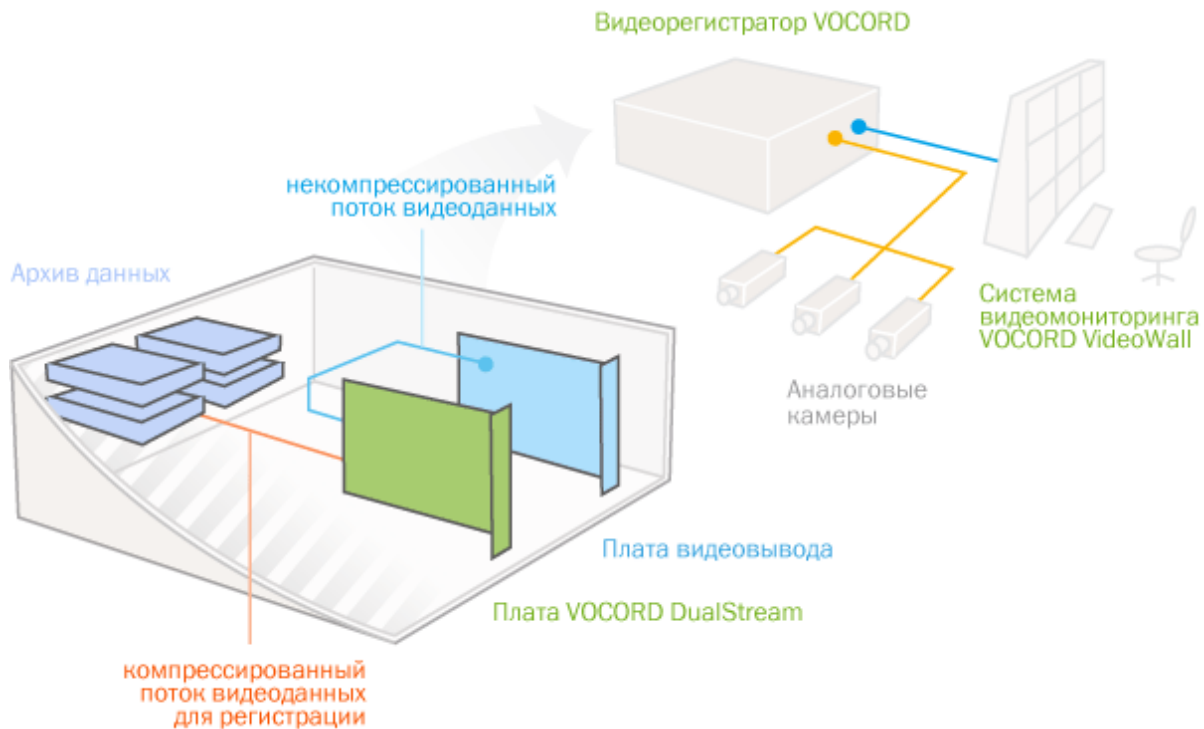 Видеорегистратор VOCORD
некомпрессированный
поток видеоданных
Архив данных
Система
видеомониторинга
VOCORD VideoWall
Аналоговые
камеры
Плата видеовывода
Плата VOCORD DualStream
компрессированный
поток видеоданных
для регистрации